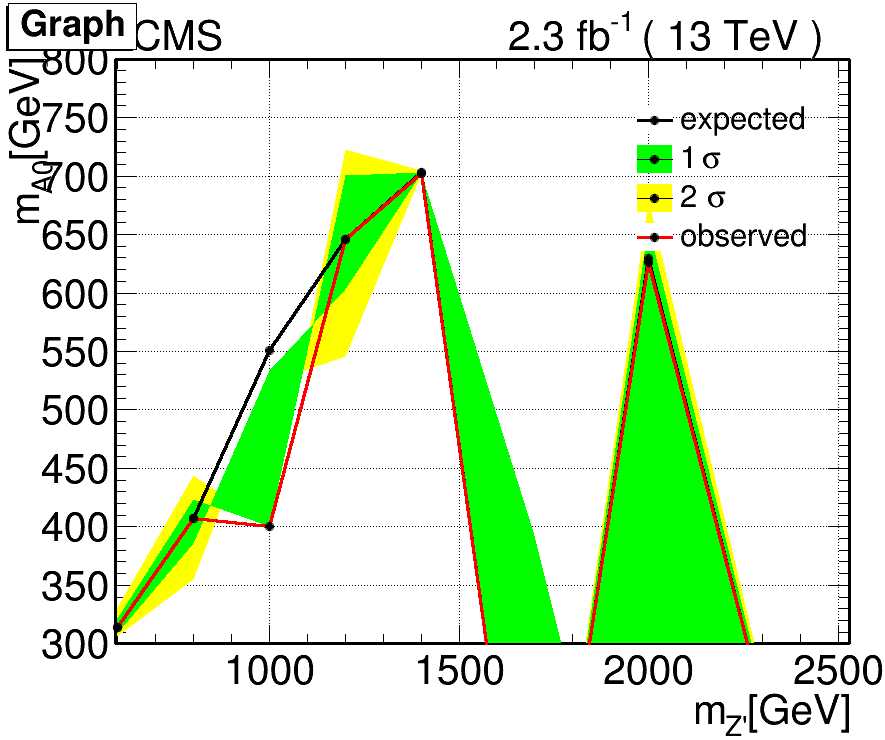 Graph
CMS
2.3 fb-1 ( 13 TeV )
mA0[GeV]
800
750
700
650
600
550
500
450
400
350
300
expected
1 σ
2 σ
observed
1000 1500 2000 2500
mZ'[GeV]